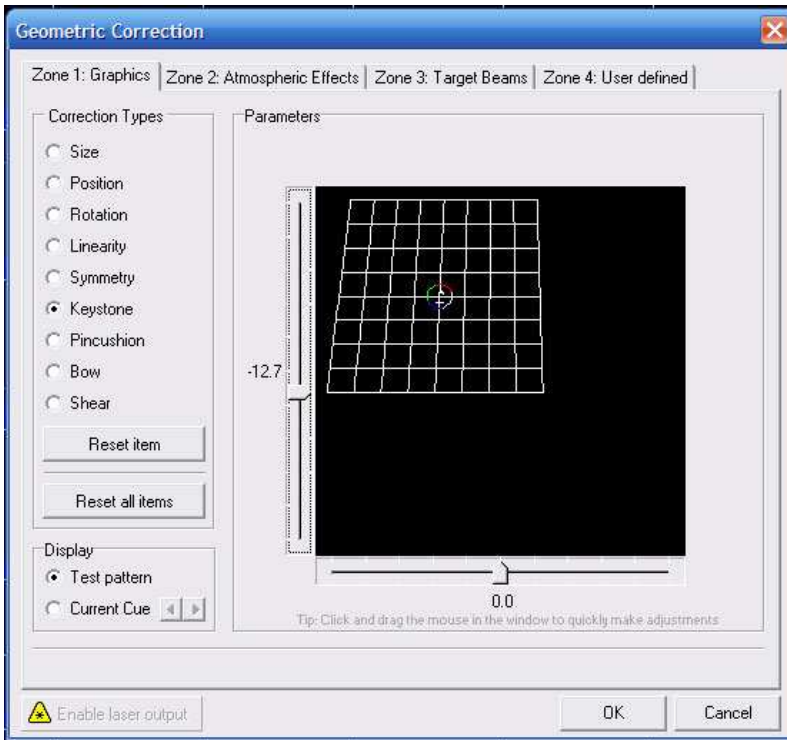 Geometric Correction
Zone 1: Graphics
Zone 2: Atmospheric Effects
Zone 3: Target Beams
Zone 4: User defined
Correction Types
Size
Position
Rotation
Linearity
Symmetry
Keystone
Pincushion
Bow
Shear
Reset item
Reset all items
Display
Test pattern
Current Cue
Parameters
-12.7
0.0
Tip: Click and drag the mouse in the window to quickly make adjustments
Enable laser output
OK
Cancel